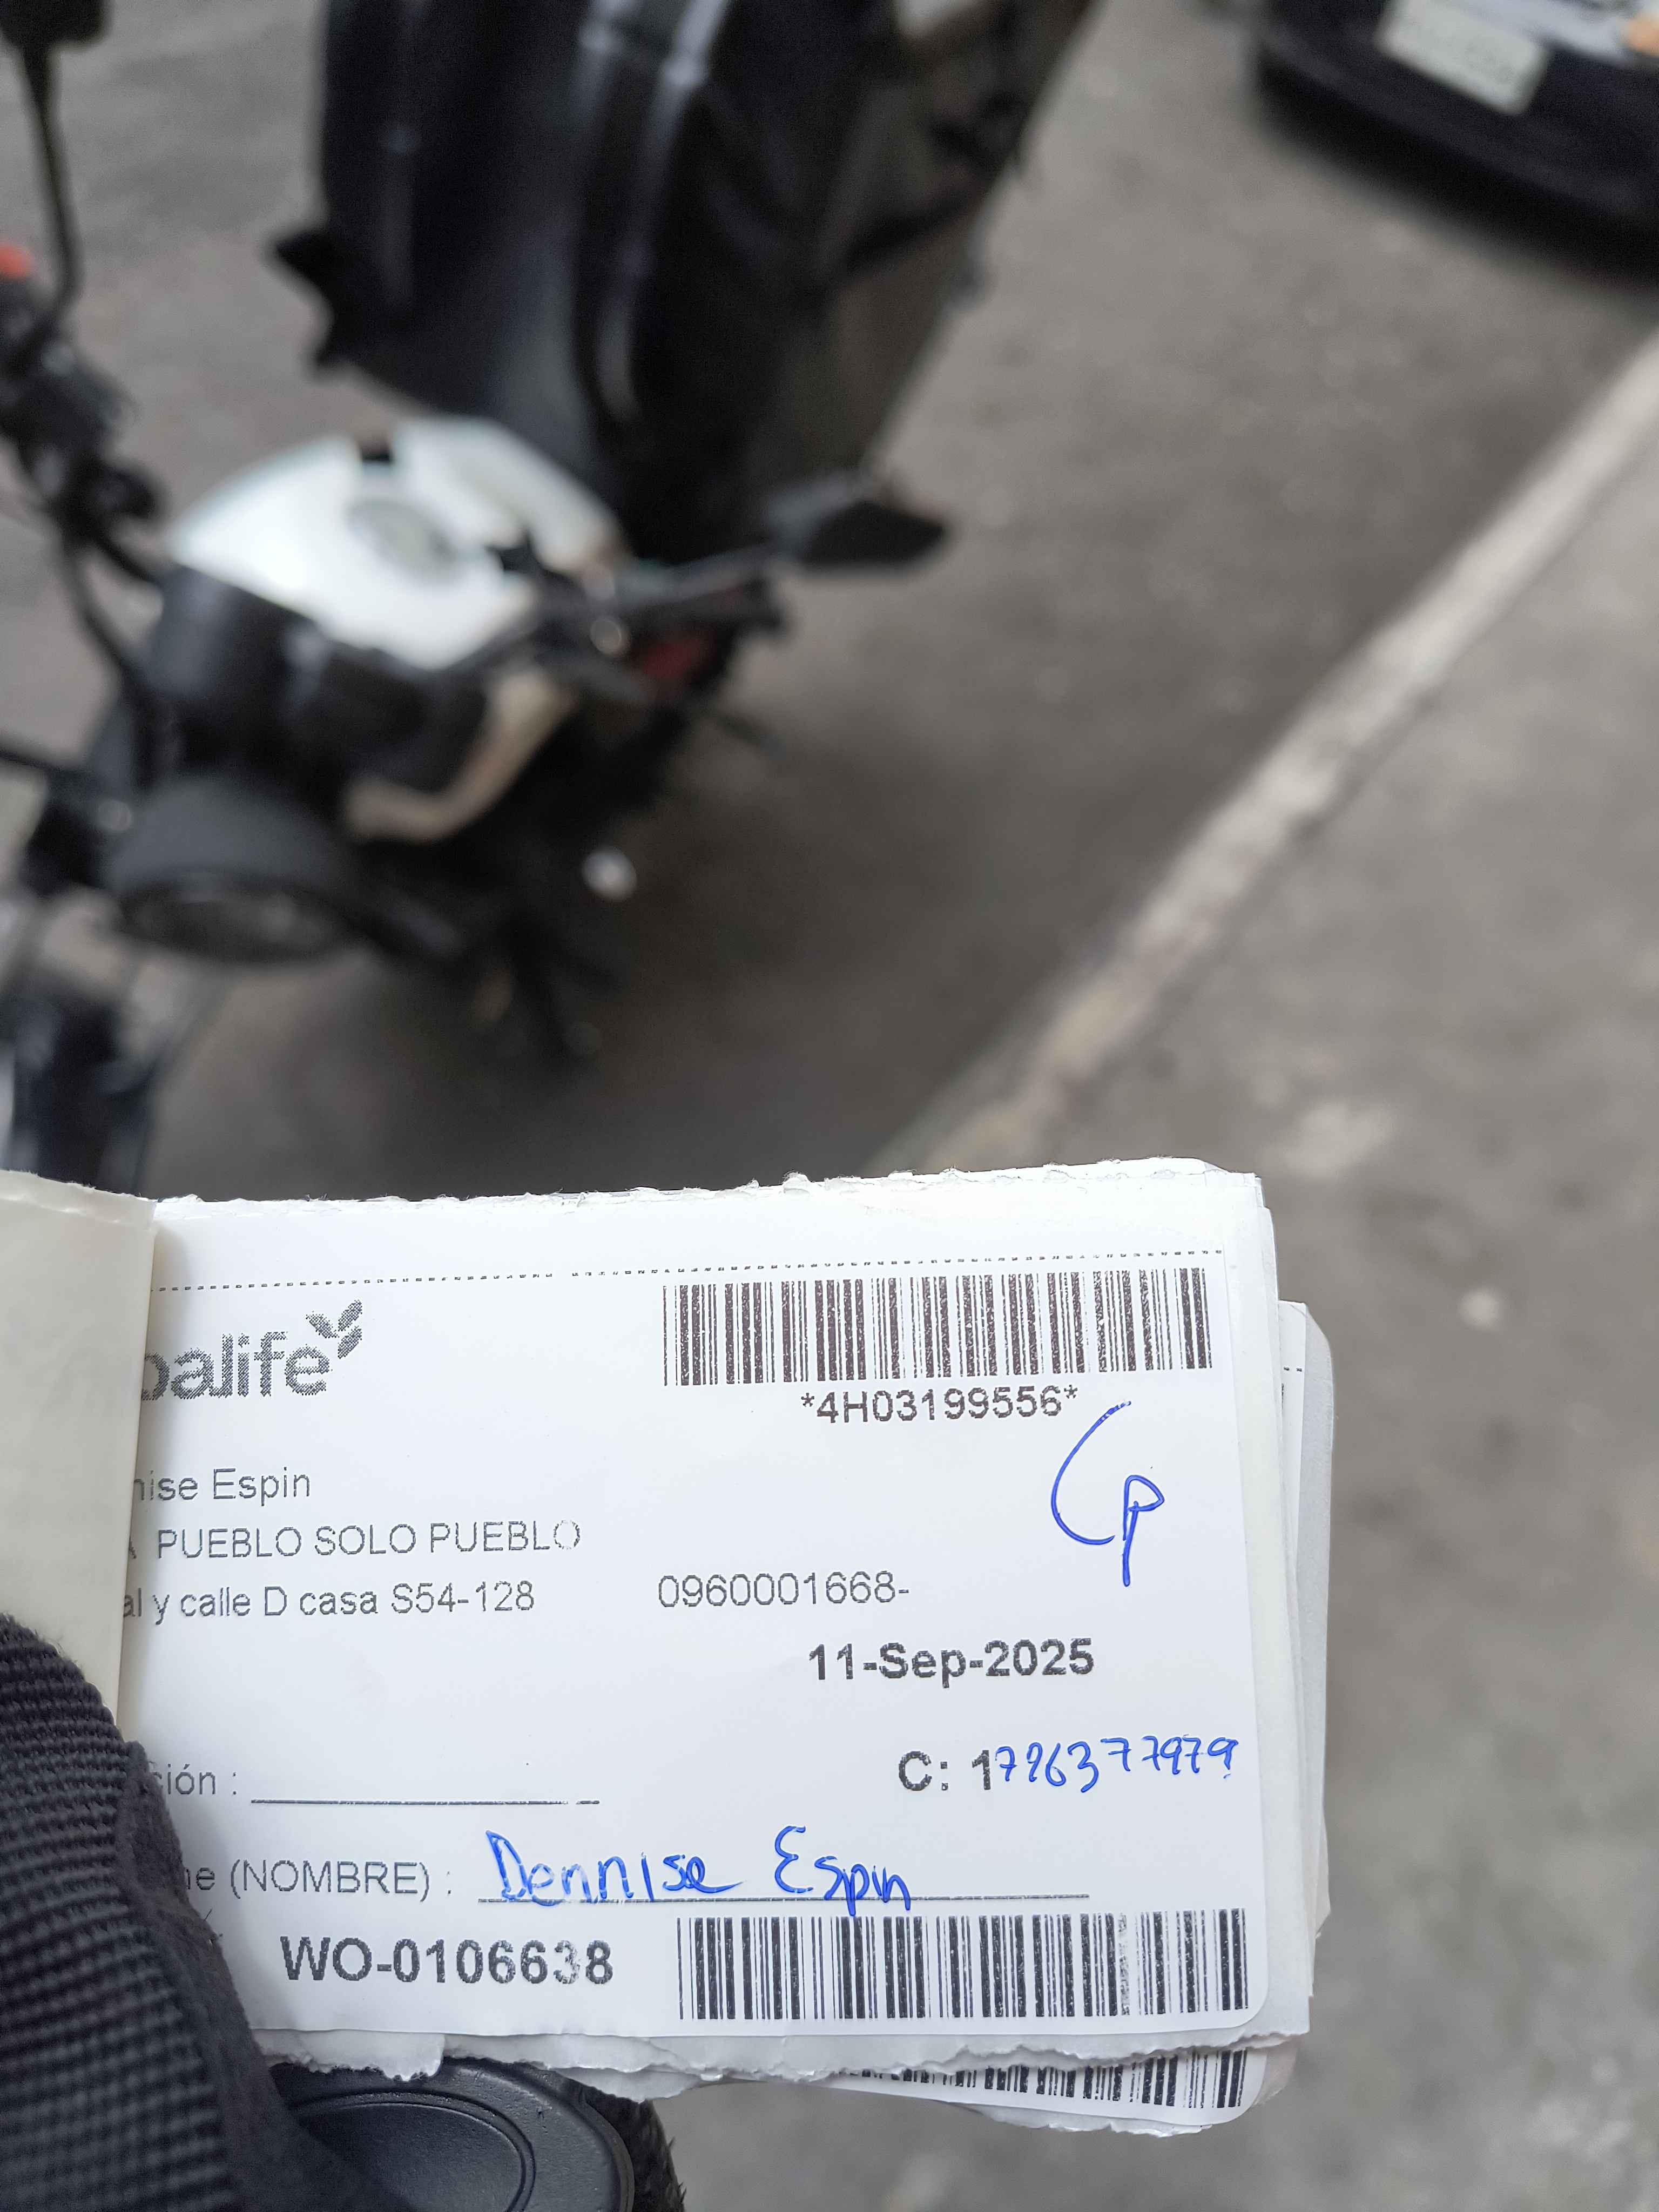 balife
*4H03199556*
Cp
nise Espin
PUEBLO SOLO PUEBLO
al y calle D casa S54-128
0960001668-
11-Sep-2025
C: 1726377979
ción :
ne (NOMBRE) : Dennise Espin
WO-0106638